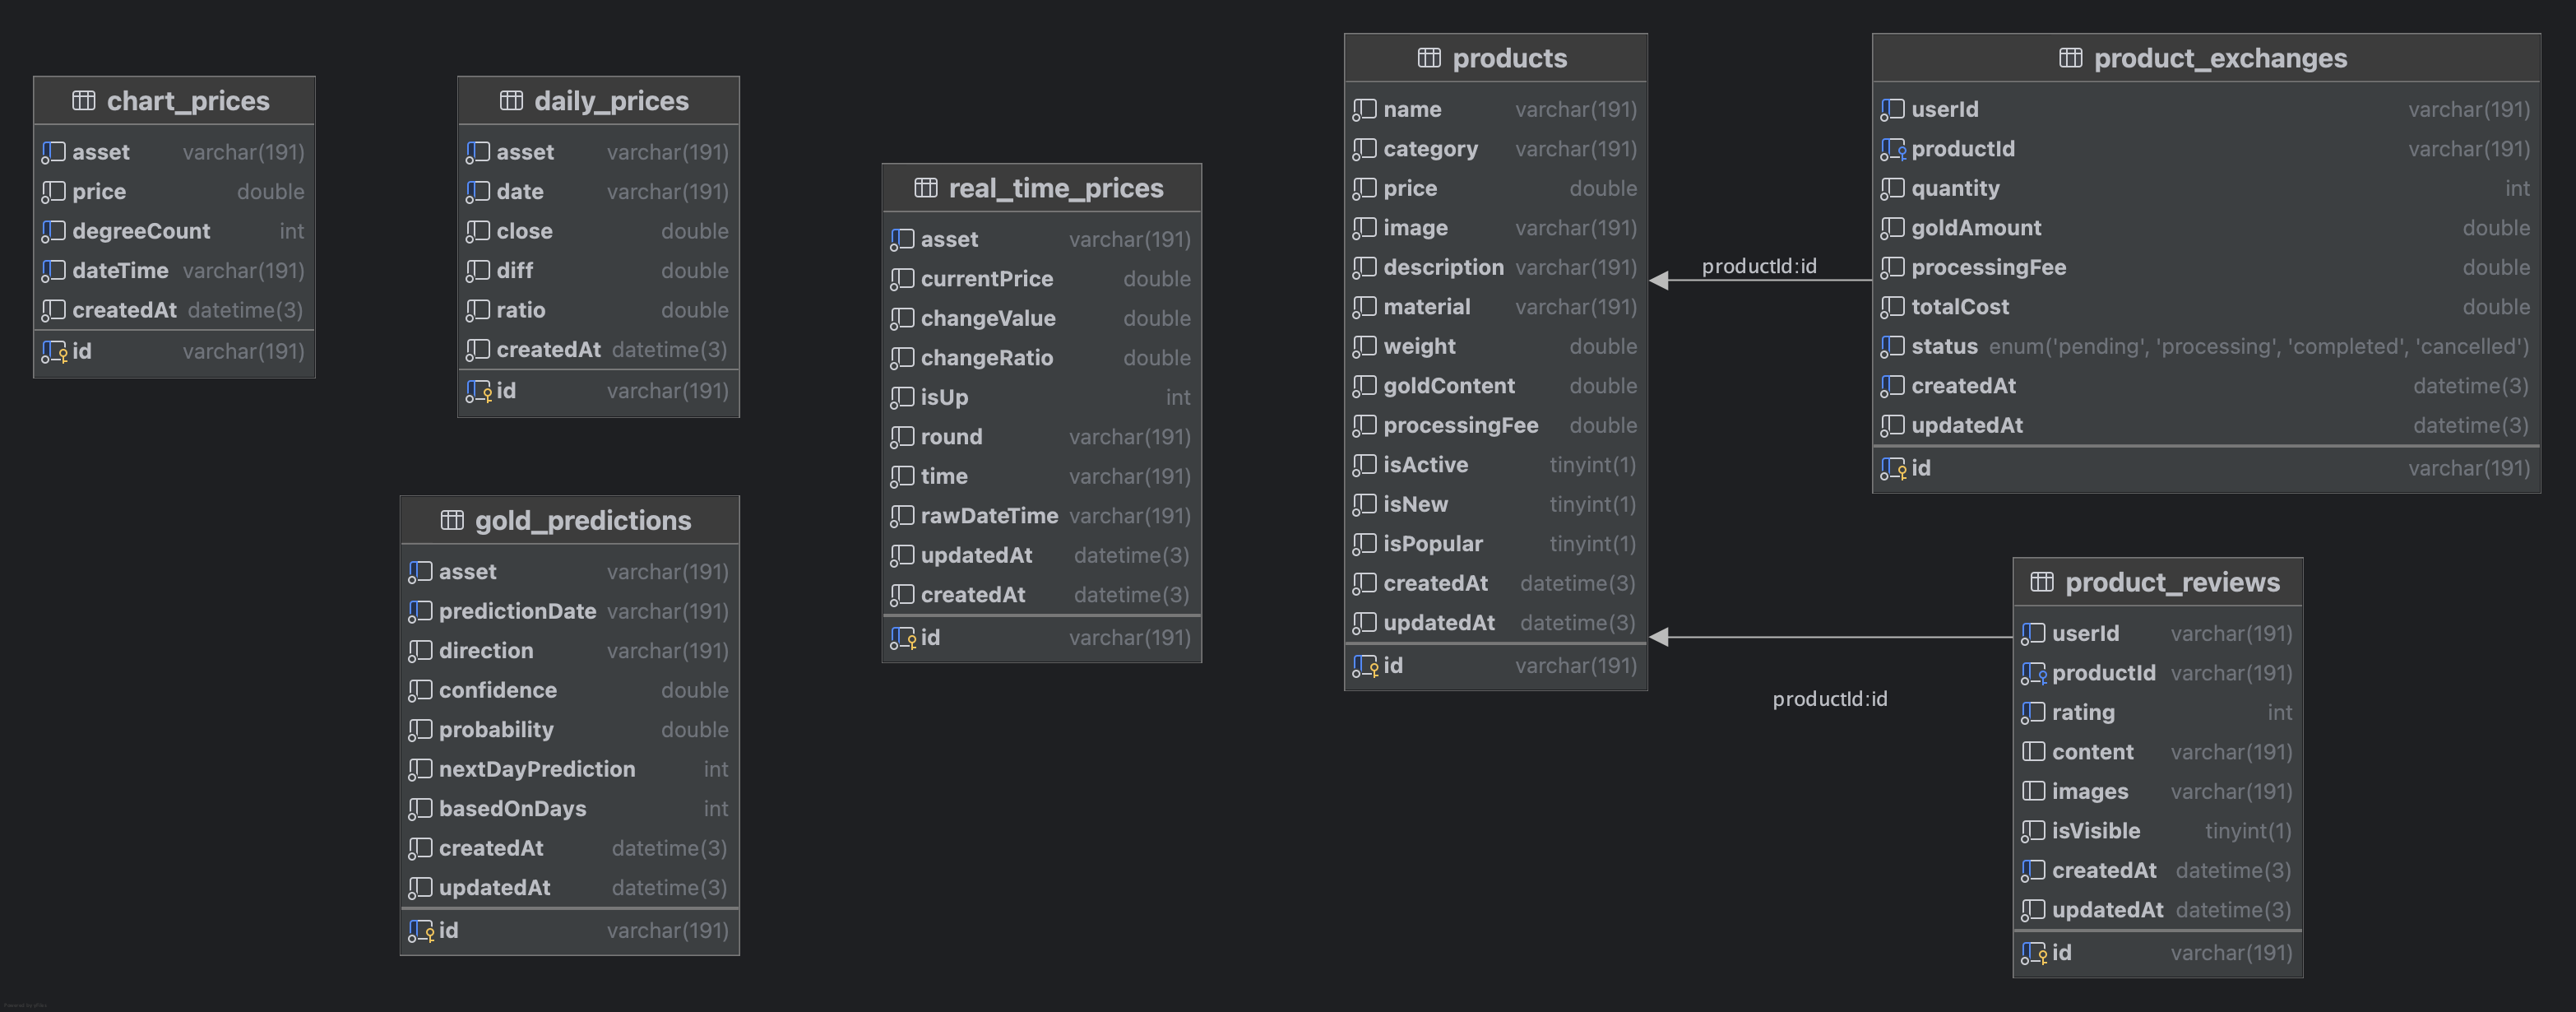 chart_prices
asset varchar(191)
price double
degreeCount int
dateTime varchar(191)
createdAt datetime(3)
id varchar(191)
daily_prices
asset varchar(191)
date varchar(191)
close double
diff double
ratio double
createdAt datetime(3)
id varchar(191)
gold_predictions
asset varchar(191)
predictionDate varchar(191)
direction varchar(191)
confidence double
probability double
nextDayPrediction int
basedOnDays int
createdAt datetime(3)
updatedAt datetime(3)
id varchar(191)
real_time_prices
asset varchar(191)
currentPrice double
changeValue double
changeRatio double
isUp int
round varchar(191)
time varchar(191)
rawDateTime varchar(191)
updatedAt datetime(3)
createdAt datetime(3)
id varchar(191)
products
name varchar(191)
category varchar(191)
price double
image varchar(191)
description varchar(191)
material varchar(191)
weight double
goldContent double
processingFee double
isActive tinyint(1)
isNew tinyint(1)
isPopular tinyint(1)
createdAt datetime(3)
updatedAt datetime(3)
id varchar(191)
productId:id
productId:id
product_exchanges
userId varchar(191)
productId varchar(191)
quantity int
goldAmount double
processingFee double
totalCost double
status enum('pending', 'processing', 'completed', 'cancelled')
createdAt datetime(3)
updatedAt datetime(3)
id varchar(191)
product_reviews
userId varchar(191)
productId varchar(191)
rating int
content varchar(191)
images varchar(191)
isVisible tinyint(1)
createdAt datetime(3)
updatedAt datetime(3)
id varchar(191)